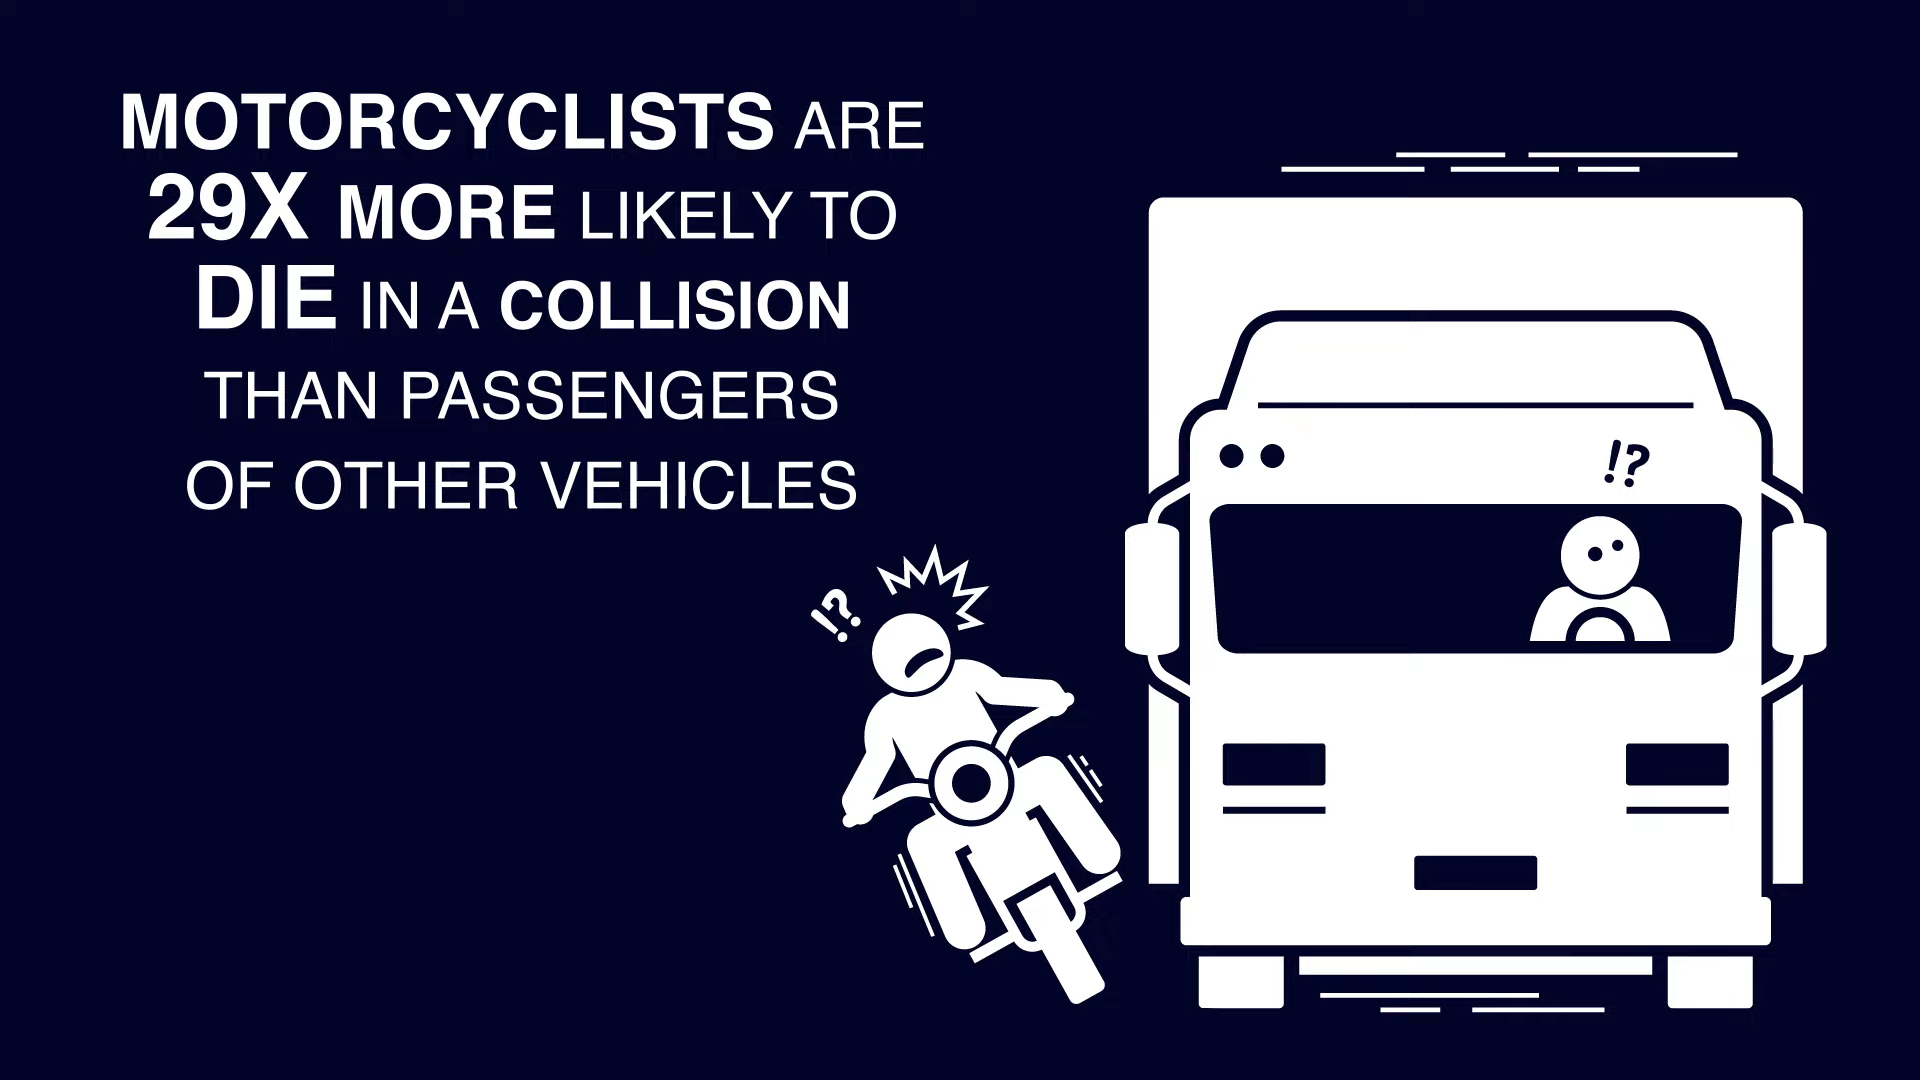 MOTORCYCLISTS ARE
29X MORE LIKELY TO
DIE IN A COLLISION
THAN PASSENGERS
OF OTHER VEHICLES
!?
!?